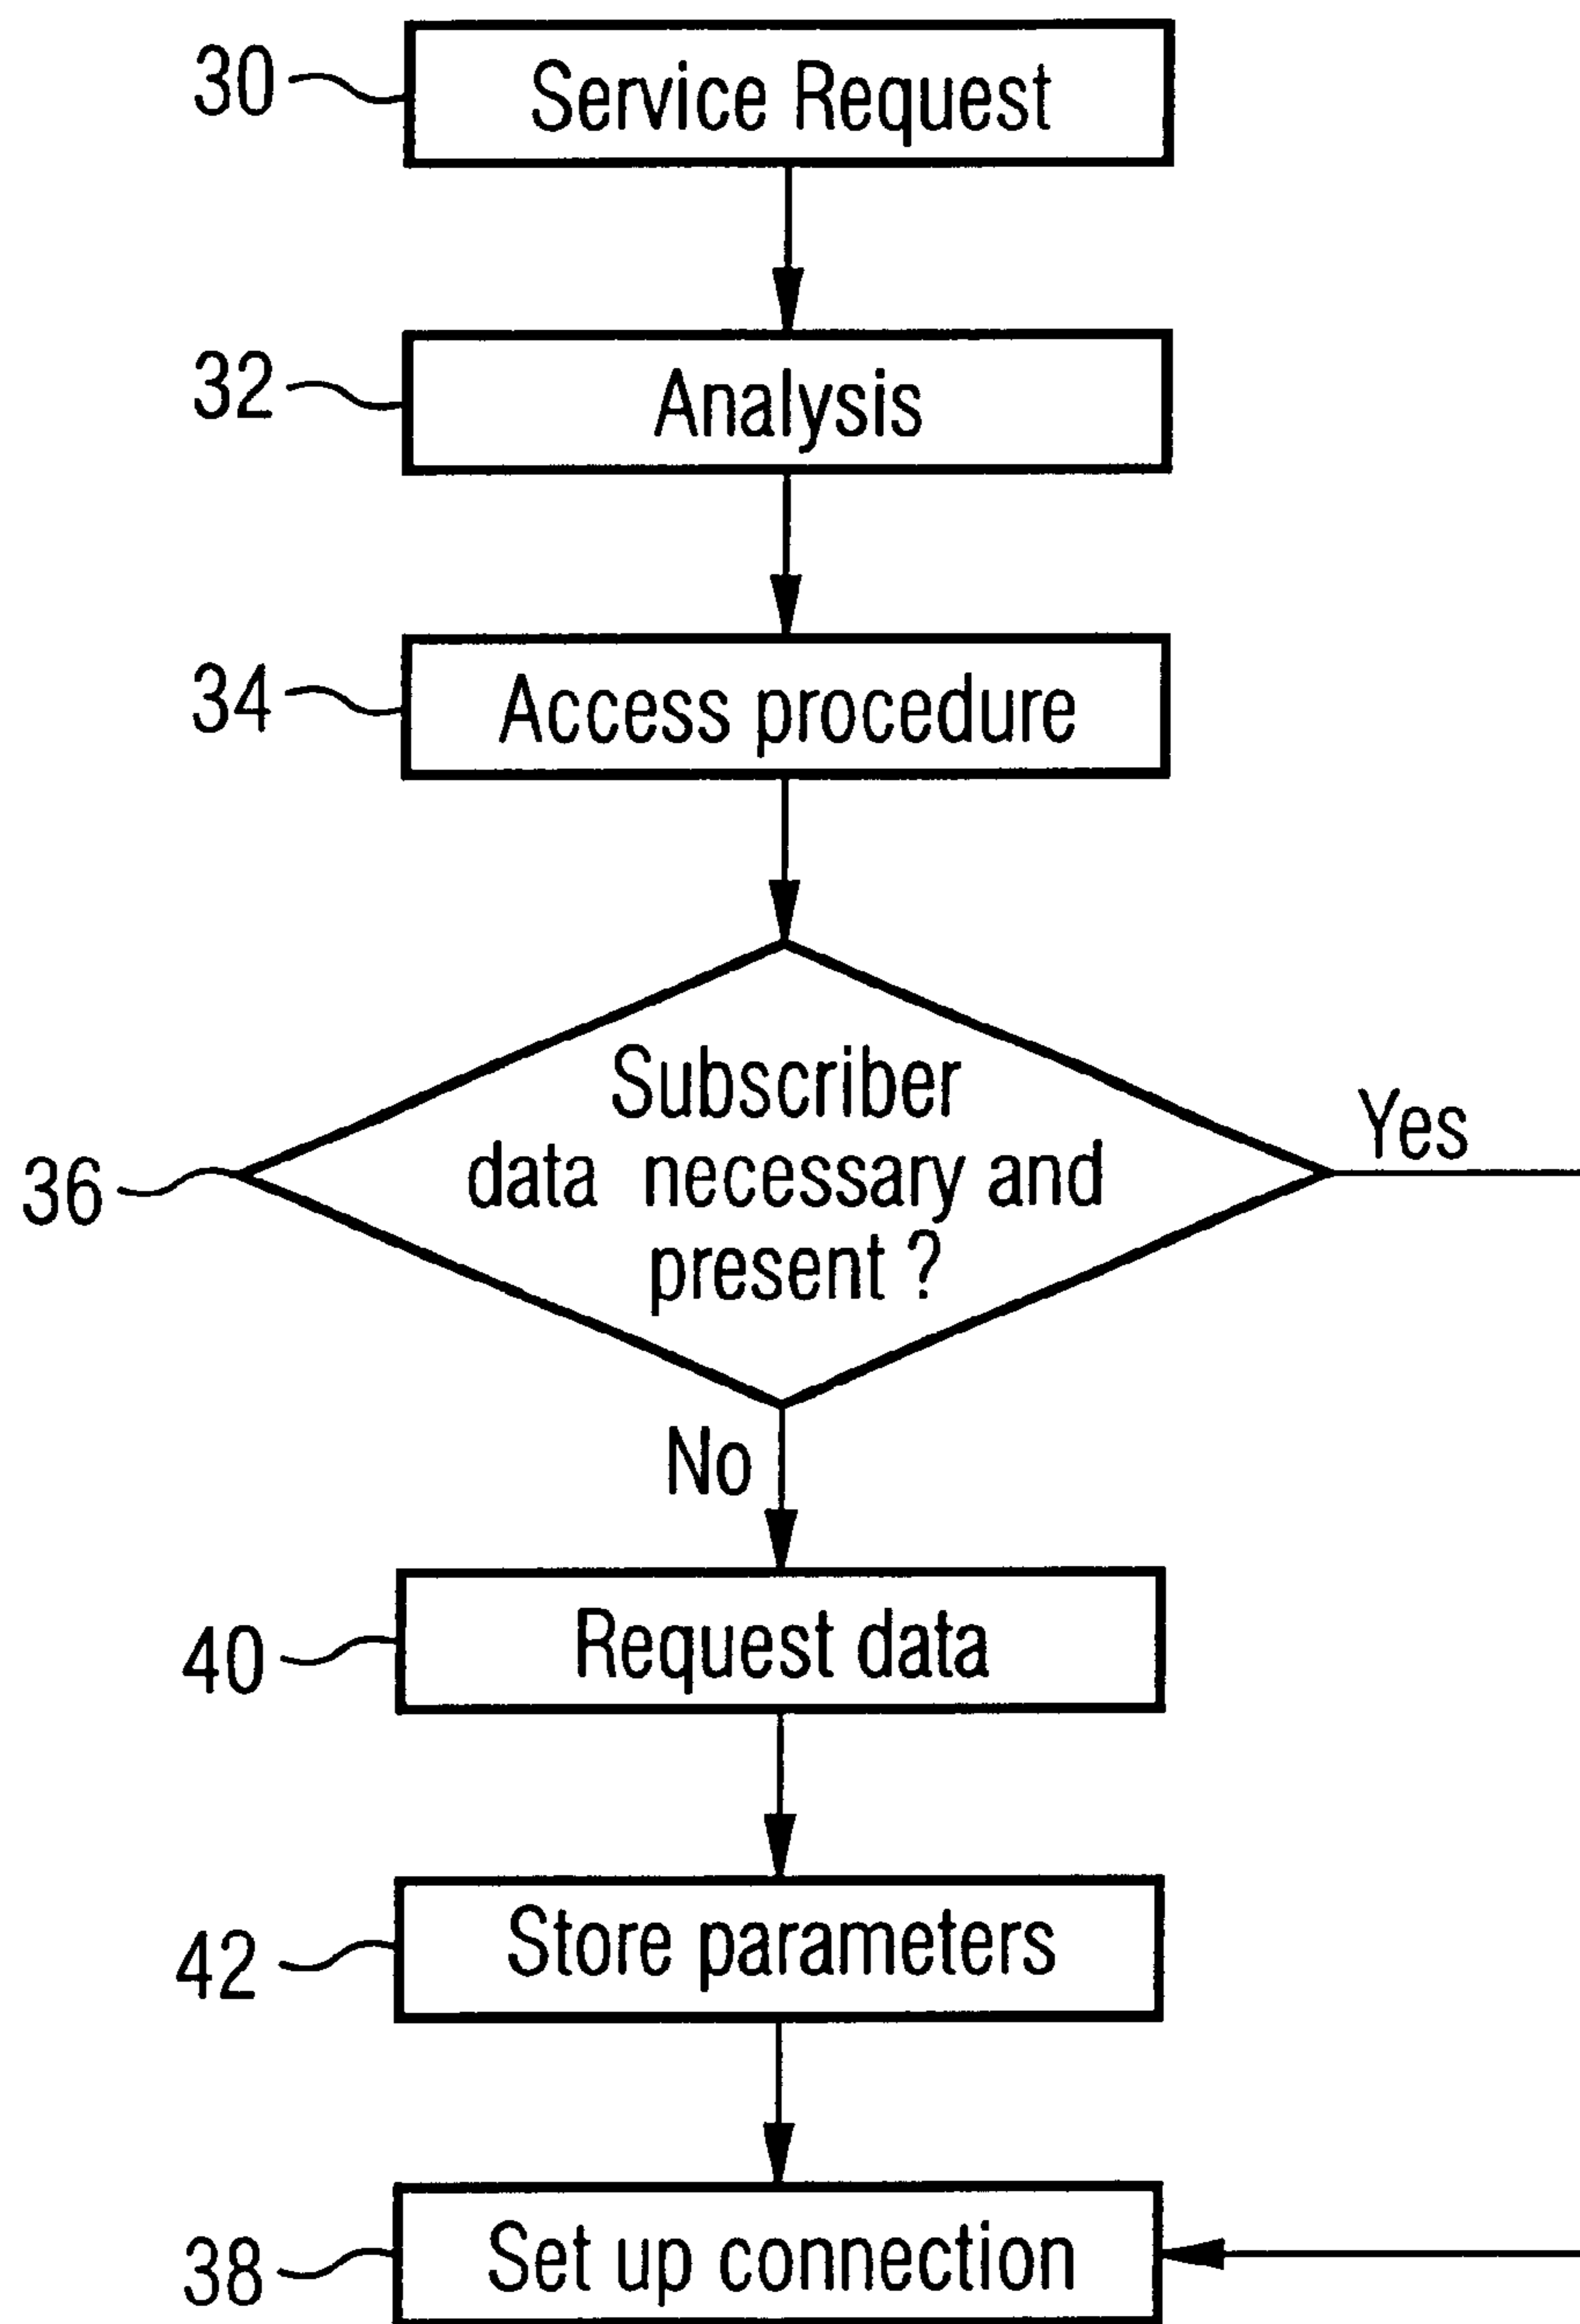 30
Service Request
32
Analysis
34
Access procedure
36
Subscriber
data necessary and
present ?
Yes
No
40
Request data
42
Store parameters
38
Set up connection